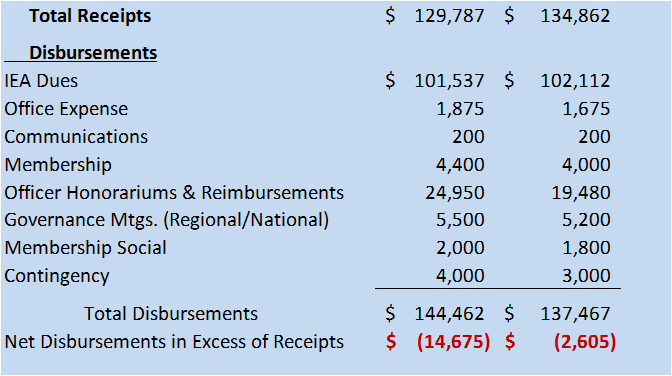 Total Receipts $ 129,787 $ 134,862
Disbursements
IEA Dues $ 101,537 $ 102,112
Office Expense 1,875 1,675
Communications 200 200
Membership 4,400 4,000
Officer Honorariums & Reimbursements 24,950 19,480
Governance Mtgs. (Regional/National) 5,500 5,200
Membership Social 2,000 1,800
Contingency 4,000 3,000
Total Disbursements $ 144,462 $ 137,467
Net Disbursements in Excess of Receipts $ (14,675) $ (2,605)